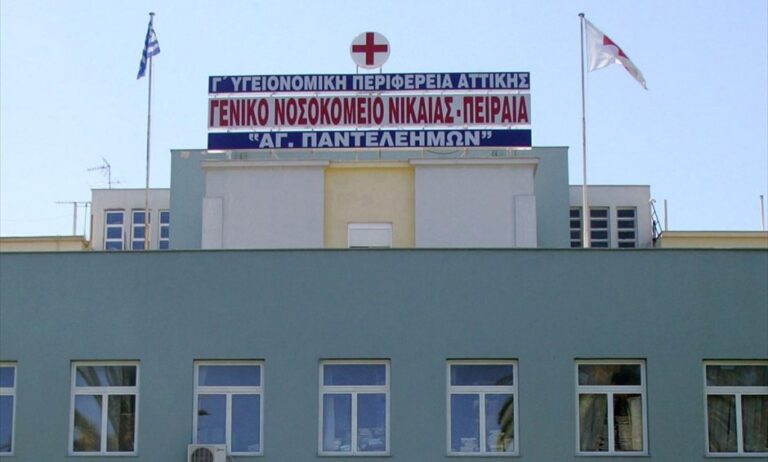 Γ΄ ΥΓΕΙΟΝΟΜΙΚΗ ΠΕΡΙΦΕΡΕΙΑ ΑΤΤΙΚΗΣ
ΓΕΝΙΚΟ ΝΟΣΟΚΟΜΕΙΟ ΝΙΚΑΙΑΣ-ΠΕΙΡΑΙΑ
"ΑΓ. ΠΑΝΤΕΛΕΗΜΩΝ"